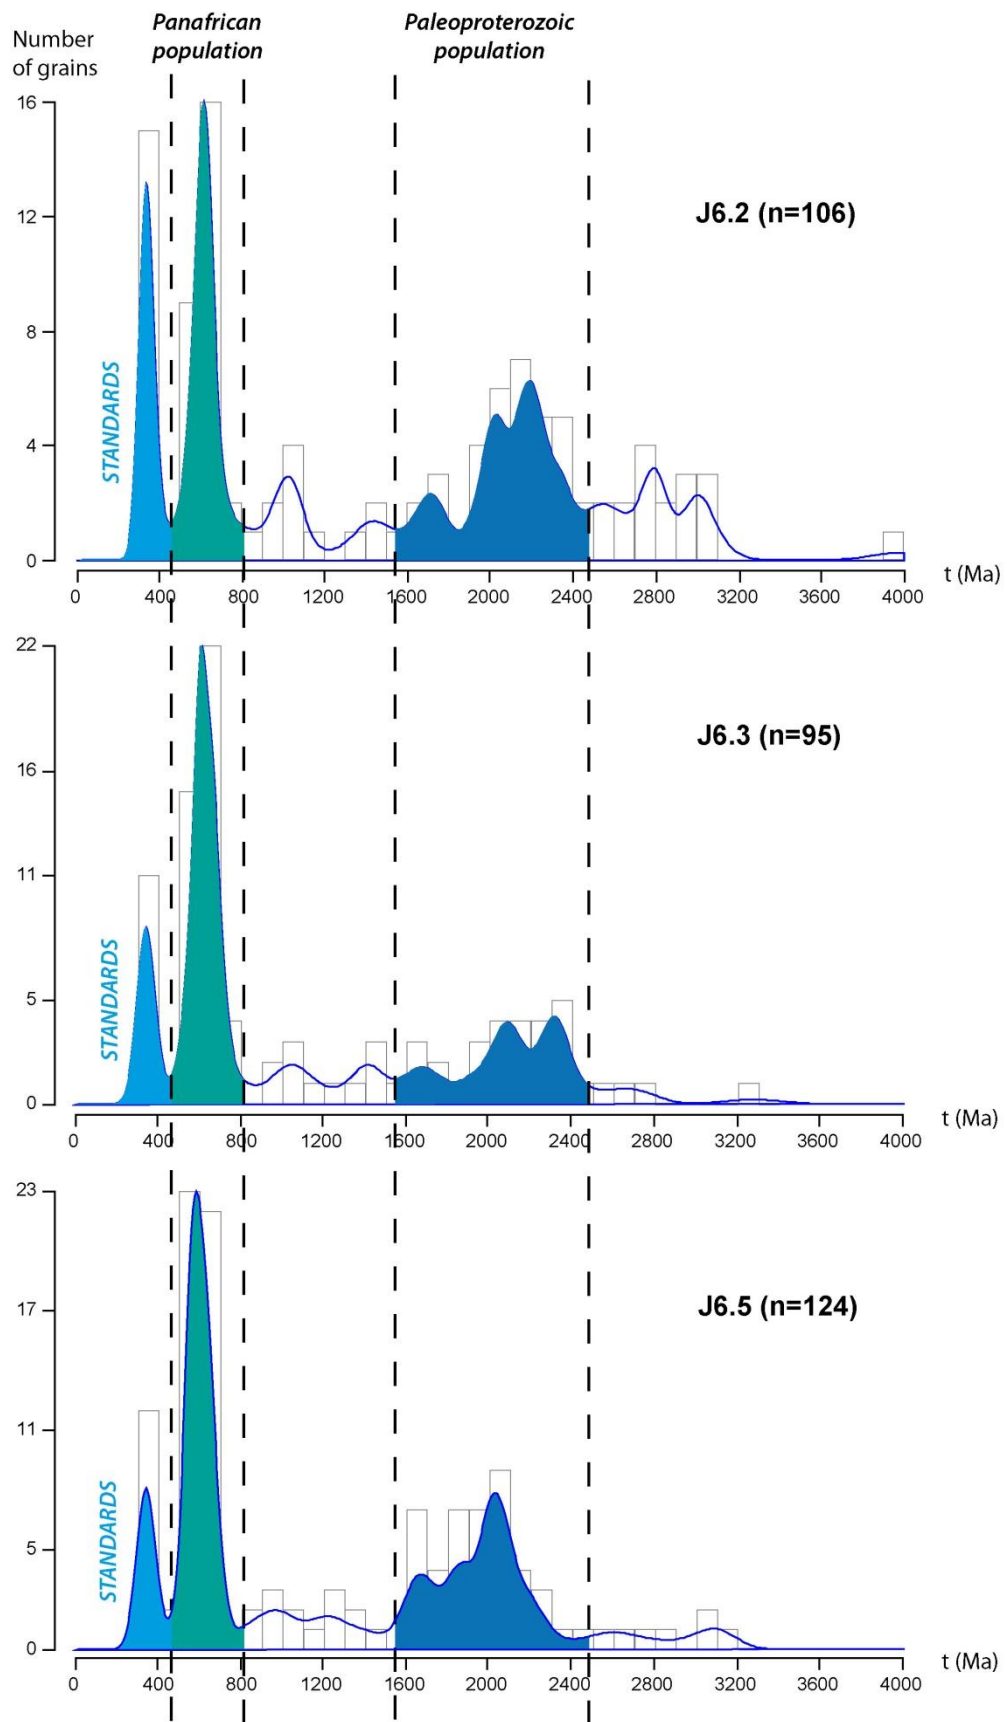 Number
of grains
Panafrican
population
Paleoproterozoic
population
16
12
8
4
0
STANDARDS
J6.2 (n=106)
0 400 800 1200 1600 2000 2400 2800 3200 3600 4000
t (Ma)
22
16
11
5
0
STANDARDS
J6.3 (n=95)
0 400 800 1200 1600 2000 2400 2800 3200 3600 4000
t (Ma)
23
17
11
5
0
STANDARDS
J6.5 (n=124)
0 400 800 1200 1600 2000 2400 2800 3200 3600 4000
t (Ma)